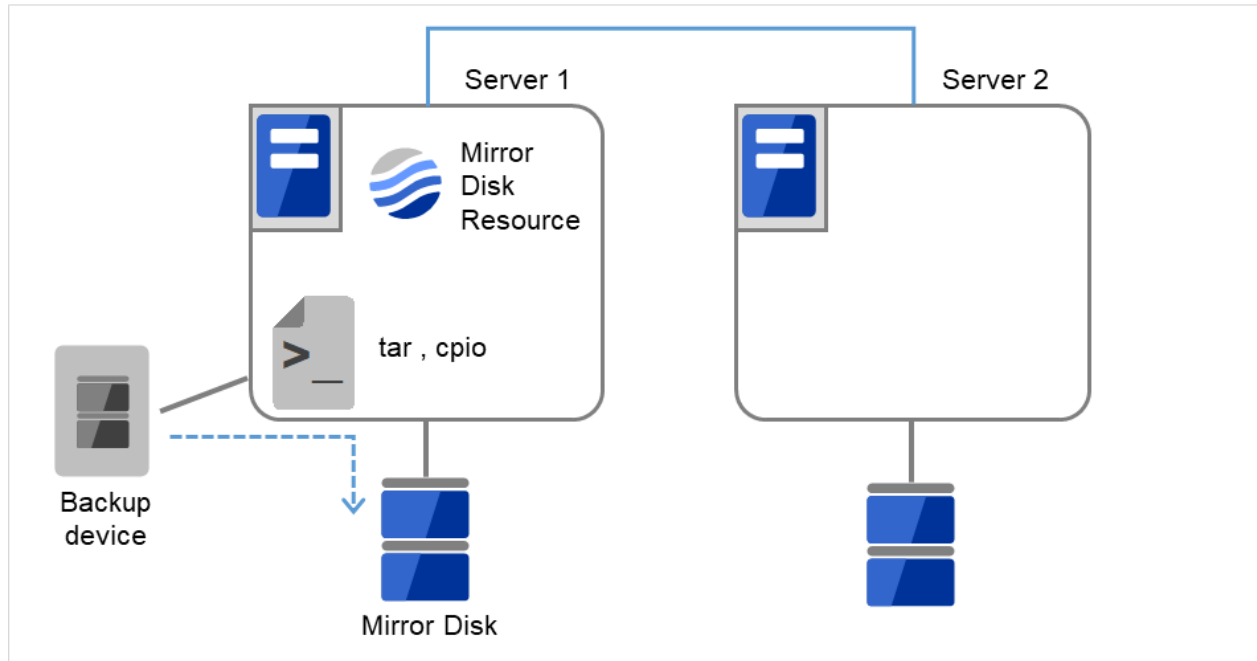 Server 1
Server 2
Mirror
Disk
Resource
>_
tar , cpio
Backup
device
Mirror Disk